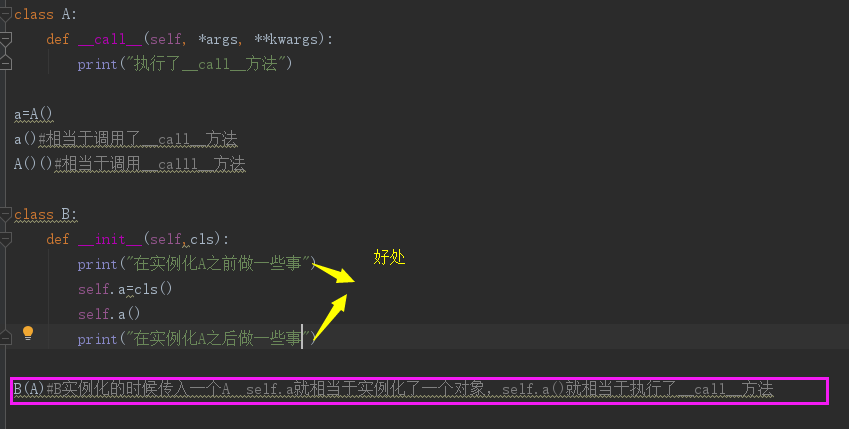 class A:
    def __call__(self, *args, **kwargs):
        print("执行了__call__方法")
a=A()
a()#相当于调用了__call__方法
A()()#相当于调用__calll__方法
class B:
    def __init__(self,cls):
        print("在实例化A之前做一些事")
好处
        self.a=cls()
        self.a()
        print("在实例化A之后做一些事")
B(A)#B实例化的时候传入一个A  self.a就相当于实例化了一个对象，self.a()就相当于执行了__call__方法